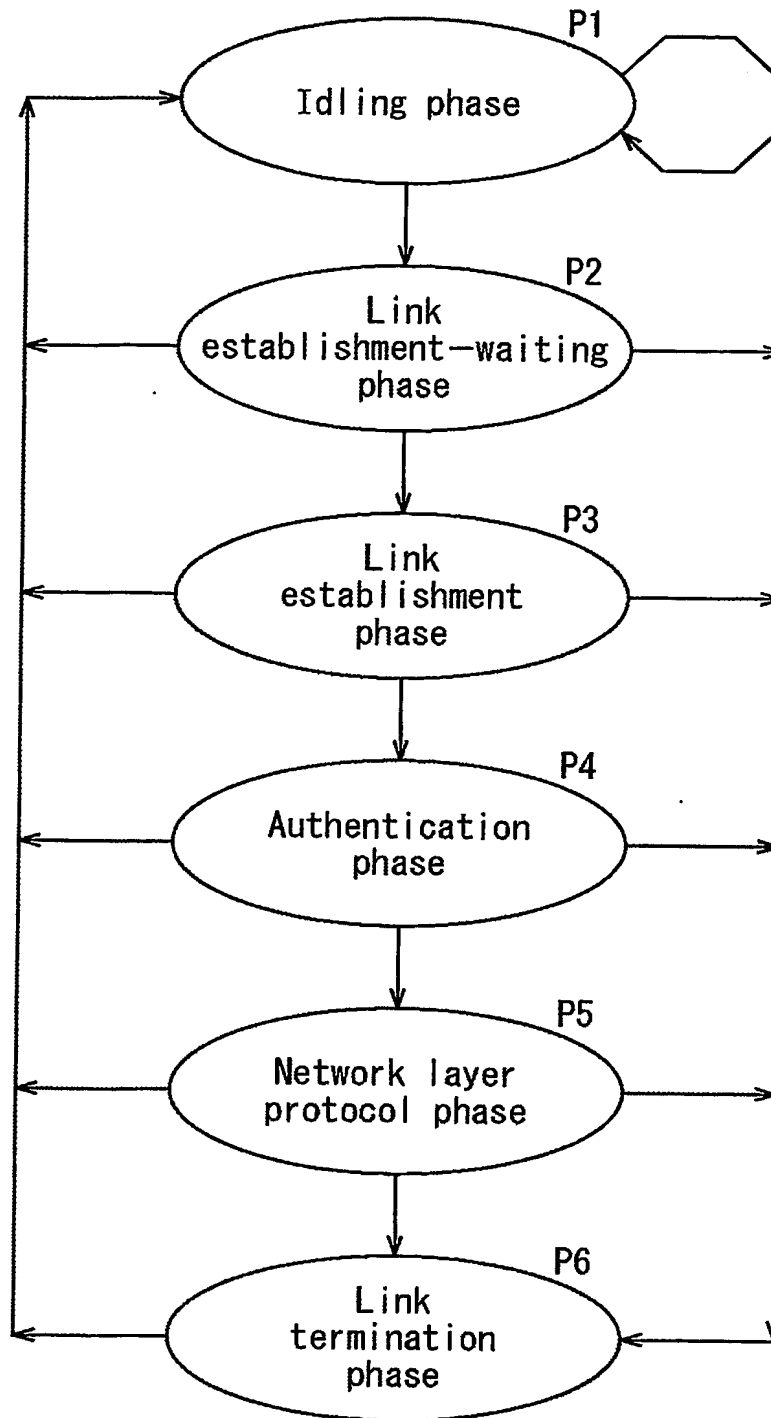 P1
Idling phase
P2
Link
establishment-waiting
phase
P3
Link
establishment
phase
P4
Authentication
phase
P5
Network layer
protocol phase
P6
Link
termination
phase